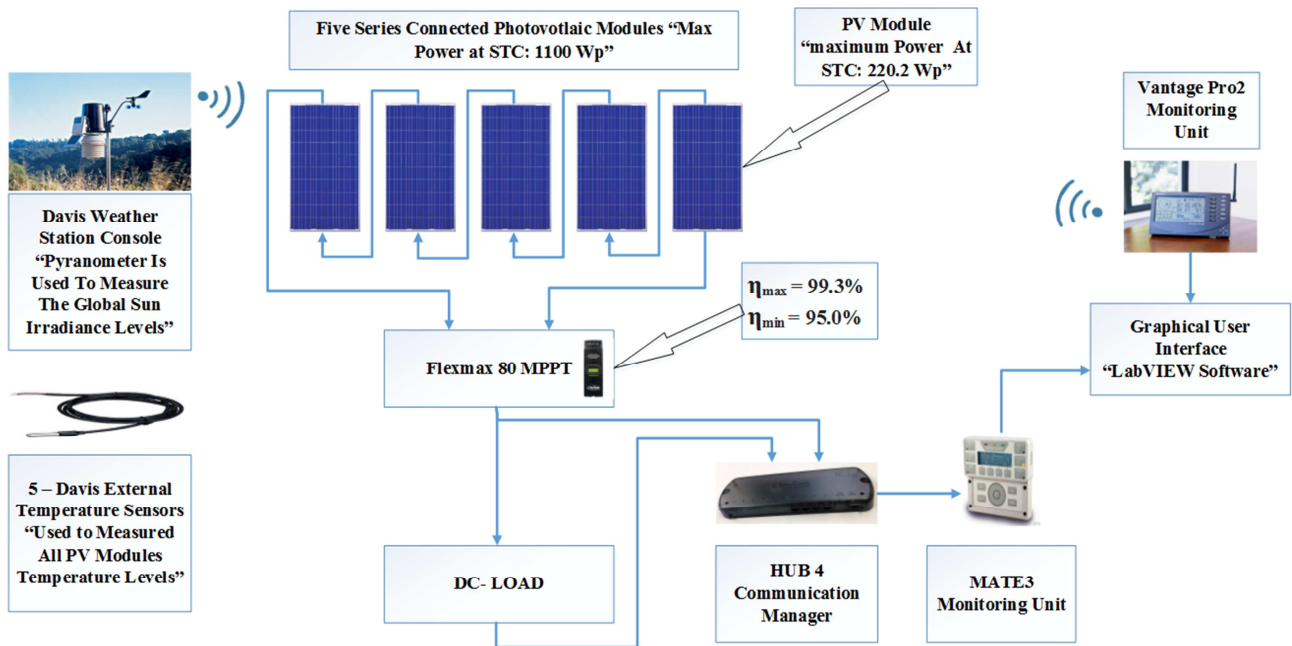 Five Series Connected Photovotlaic Modules “Max
Power at STC: 1100 Wp”
PV Module
“maximum Power At
STC: 220.2 Wp”
Vantage Pro2
Monitoring
Unit
Davis Weather
Station Console
“Pyranometer Is
Used To Measure
The Global Sun
Irradiance Levels”
ηmax = 99.3%
ηmin = 95.0%
Graphical User
Interface
“LabVIEW Software”
Flexmax 80 MPPT
5 – Davis External
Temperature Sensors
“Used to Measured
All PV Modules
Temperature Levels”
DC- LOAD
HUB 4
Communication
Manager
MATE3
Monitoring Unit